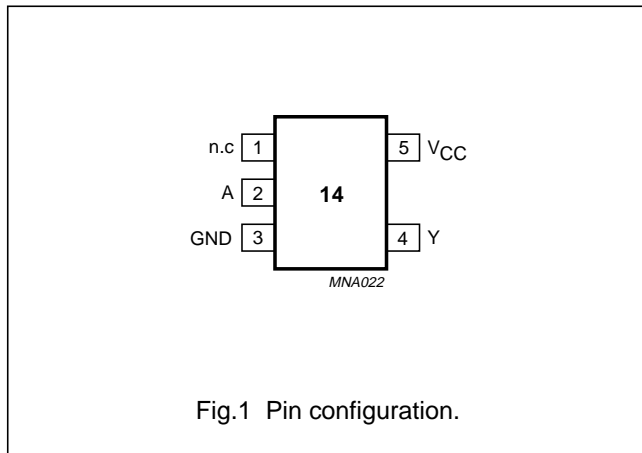 n.c 1 5 VCC
A 2 14
GND 3 4 Y
MNA022
Fig.1 Pin configuration.